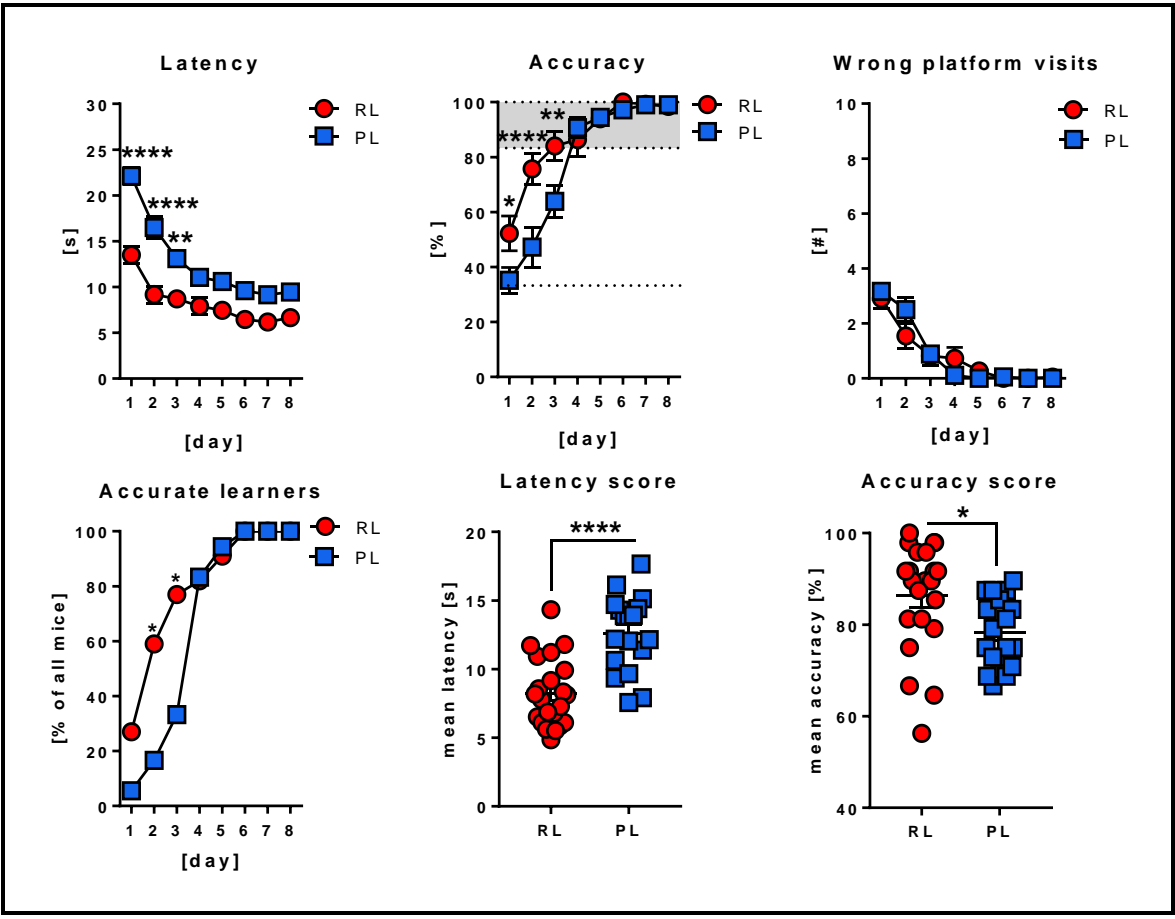 Latency
30
25
20
15
10
5
0
[s]
****
****
**
RL
PL
1 2 3 4 5 6 7 8
[day]
Accuracy
100
80
60
40
20
0
[%]
*
****
**
RL
PL
1 2 3 4 5 6 7 8
[day]
Wrong platform visits
10
8
6
4
2
0
[#]
RL
PL
1 2 3 4 5 6 7 8
[day]
Accurate learners
100
80
60
40
20
0
[% of all mice]
*
*
RL
PL
1 2 3 4 5 6 7 8
[day]
Latency score
20
15
10
5
0
mean latency [s]
****
RL PL
Accuracy score
100
80
60
40
mean accuracy [%]
*
RL PL